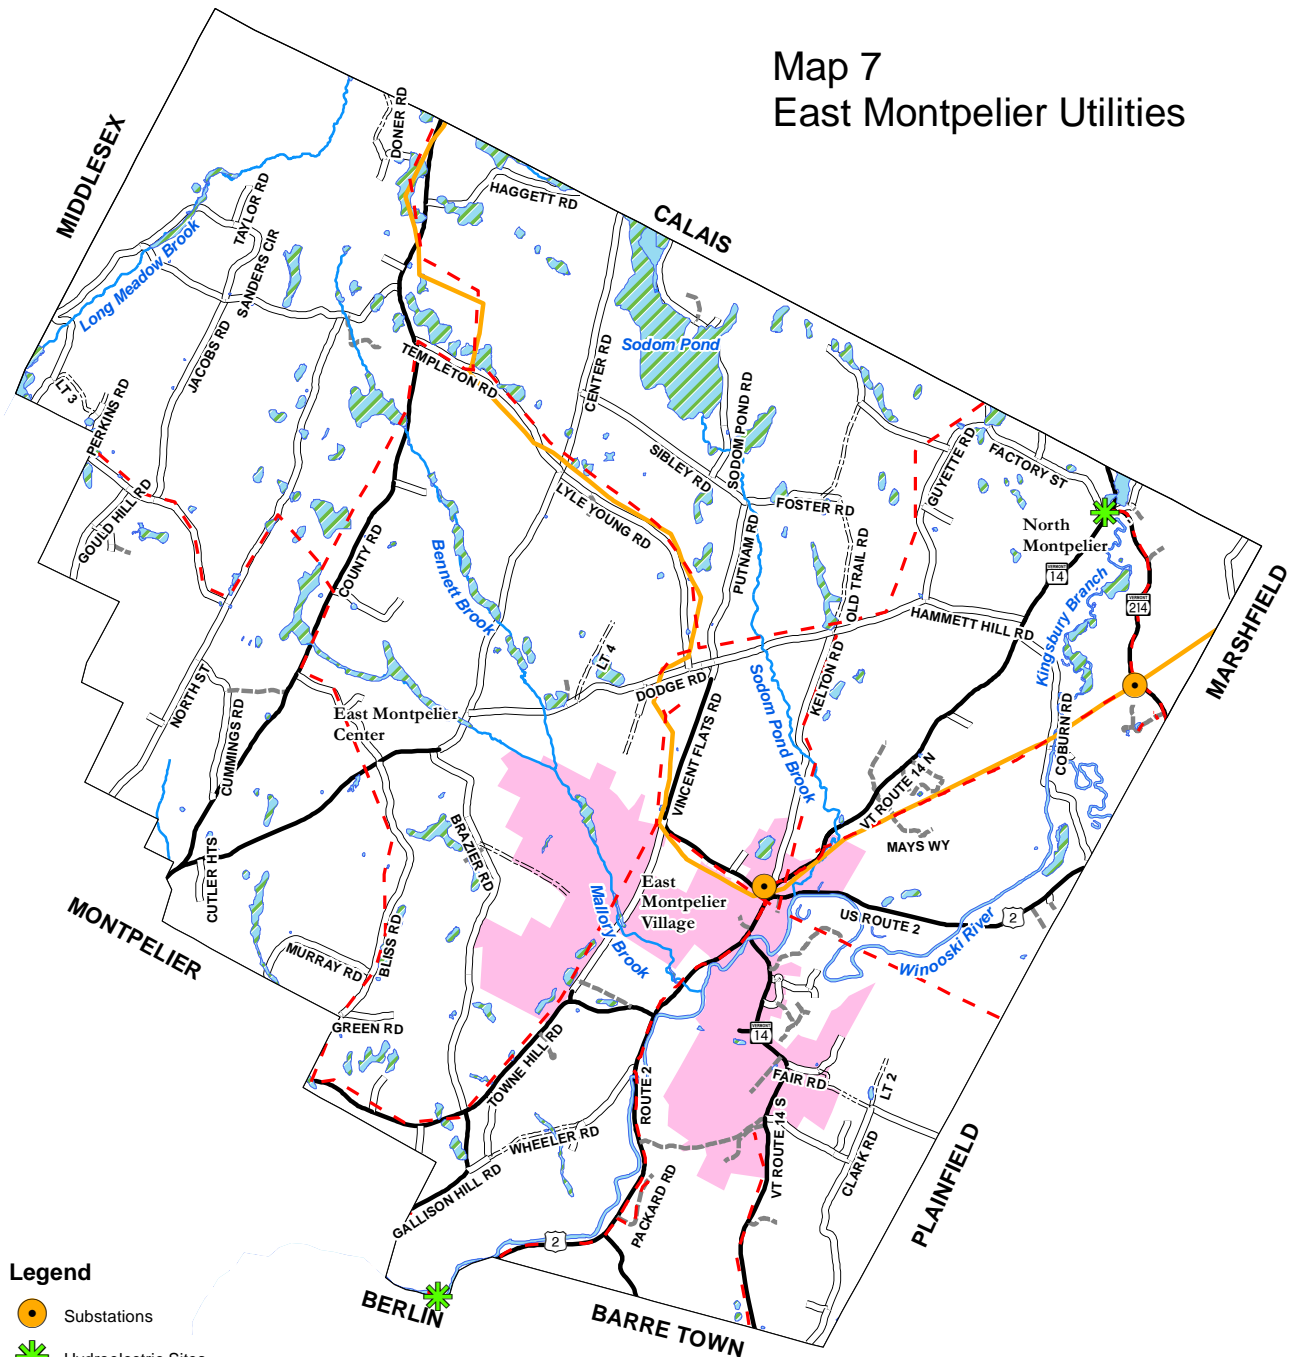 Map 7
East Montpelier Utilities
MIDDLESEX
DONER RD
HAGGETT RD
CALAIS
TAYLOR RD
Long Meadow Brook
SANDERS CIR
JACOBS RD
LT 3
PERKINS RD
GOULD HILL RD
TEMPLETON RD
CENTER RD
Sodom Pond
SODOM POND RD
SIBLEY RD
FOSTER RD
GUYETTE RD
FACTORY ST
North
Montpelier
VERMONT
14
VERMONT
214
Kingsbury Branch
MARSHFIELD
LYLE YOUNG RD
PUTNAM RD
OLD TRAIL RD
HAMMETT HILL RD
COUNTY RD
Bennett Brook
LT 4
DODGE RD
KELTON RD
Sodom Pond Brook
COBURN RD
NORTH ST
CUMMINGS RD
East Montpelier
Center
VINCENT FLATS RD
VT ROUTE 14 N
MAYS WY
BRAZIER RD
CUTLER HTS
East
Montpelier
Village
Mallory Brook
US ROUTE 2
2
Winooski River
MONTPELIER
MURRAY RD
BLISS RD
GREEN RD
TOWNE HILL RD
ROUTE 2
VERMONT
14
FAIR RD
LT 2
VT ROUTE 14 S
CLARK RD
WHEELER RD
GALLISON HILL RD
PACKARD RD
PLAINFIELD
2
BERLIN
BARRE TOWN
Legend
Substations
Hydroelectric Sites